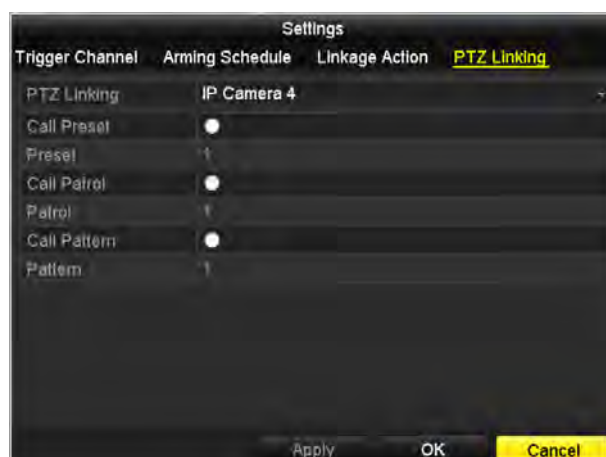 Settings
Trigger Channel Arming Schedule Linkage Action PTZ Linking
PTZ Linking IP Camera 4
Call Preset
Preset 1
Call Patrol
Patrol 1
Call Pattern
Pattern 1
Apply OK Cancel